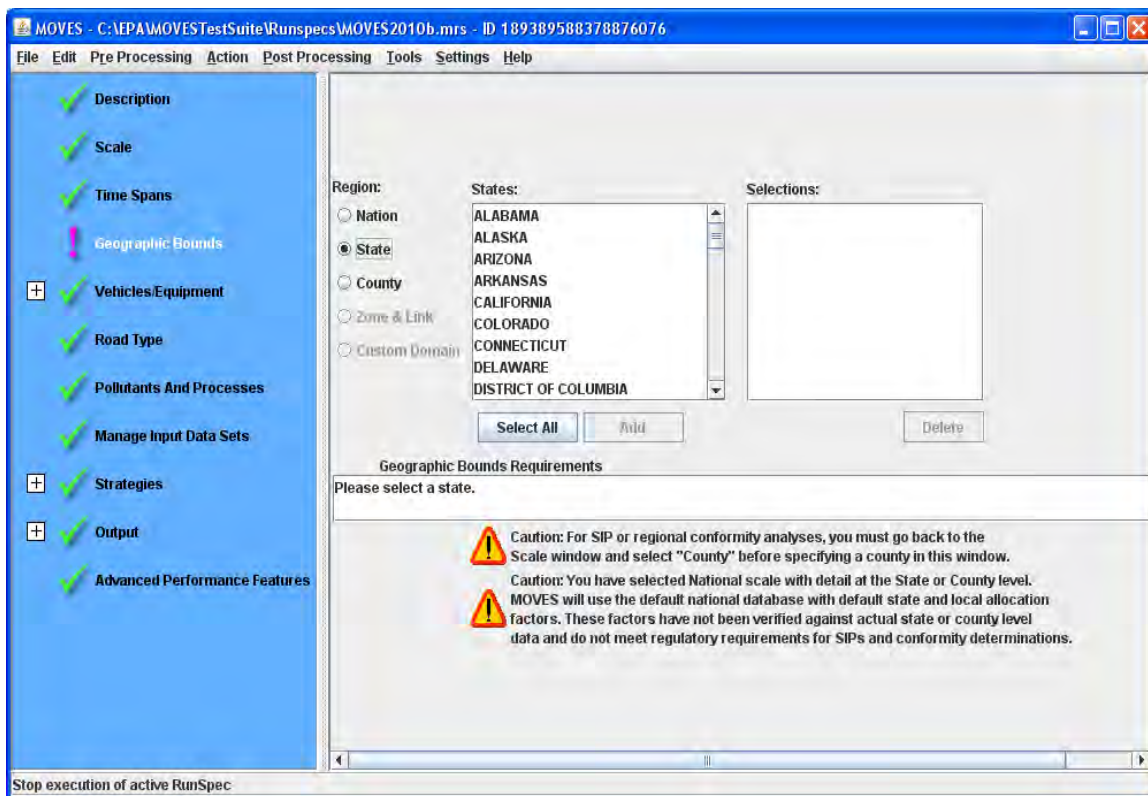 MOVES - C:\EPA\MOVESTestSuite\Runspecs\MOVES2010b.mrs - ID 189389588378876076
File Edit Pre Processing Action Post Processing Tools Settings Help
Description
Scale
Time Spans
Geographic Bounds
Vehicles/Equipment
Road Type
Pollutants And Processes
Manage Input Data Sets
Strategies
Output
Advanced Performance Features
Region:
Nation
State
County
Zone & Link
Custom Domain
States:
ALABAMA
ALASKA
ARIZONA
ARKANSAS
CALIFORNIA
COLORADO
CONNECTICUT
DELAWARE
DISTRICT OF COLUMBIA
Selections:
Select All
Add
Delete
Geographic Bounds Requirements
Please select a state.
Caution: For SIP or regional conformity analyses, you must go back to the
Scale window and select "County" before specifying a county in this window.
Caution: You have selected National scale with detail at the State or County level.
MOVES will use the default national database with default state and local allocation
factors. These factors have not been verified against actual state or county level
data and do not meet regulatory requirements for SIPs and conformity determinations.
Stop execution of active RunSpec